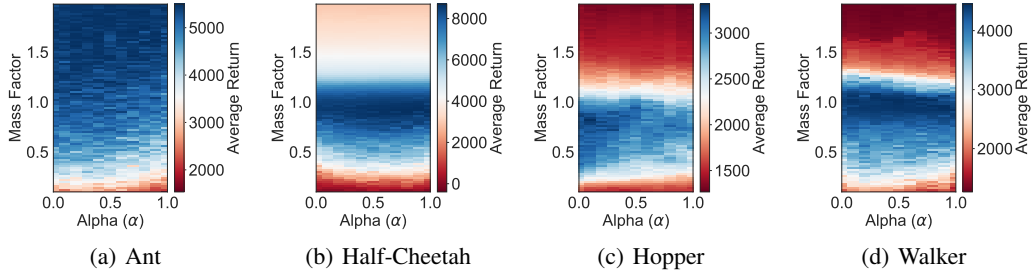 Mass Factor
1.5
1.0
0.5
0.0
0.5
1.0
Alpha (α)
5000
4000
3000
2000
Average Return
(a) Ant
Mass Factor
1.5
1.0
0.5
0.0
0.5
1.0
Alpha (α)
8000
6000
4000
2000
0
Average Return
(b) Half-Cheetah
Mass Factor
1.5
1.0
0.5
0.0
0.5
1.0
Alpha (α)
3000
2500
2000
1500
Average Return
(c) Hopper
Mass Factor
1.5
1.0
0.5
0.0
0.5
1.0
Alpha (α)
4000
3000
2000
Average Return
(d) Walker